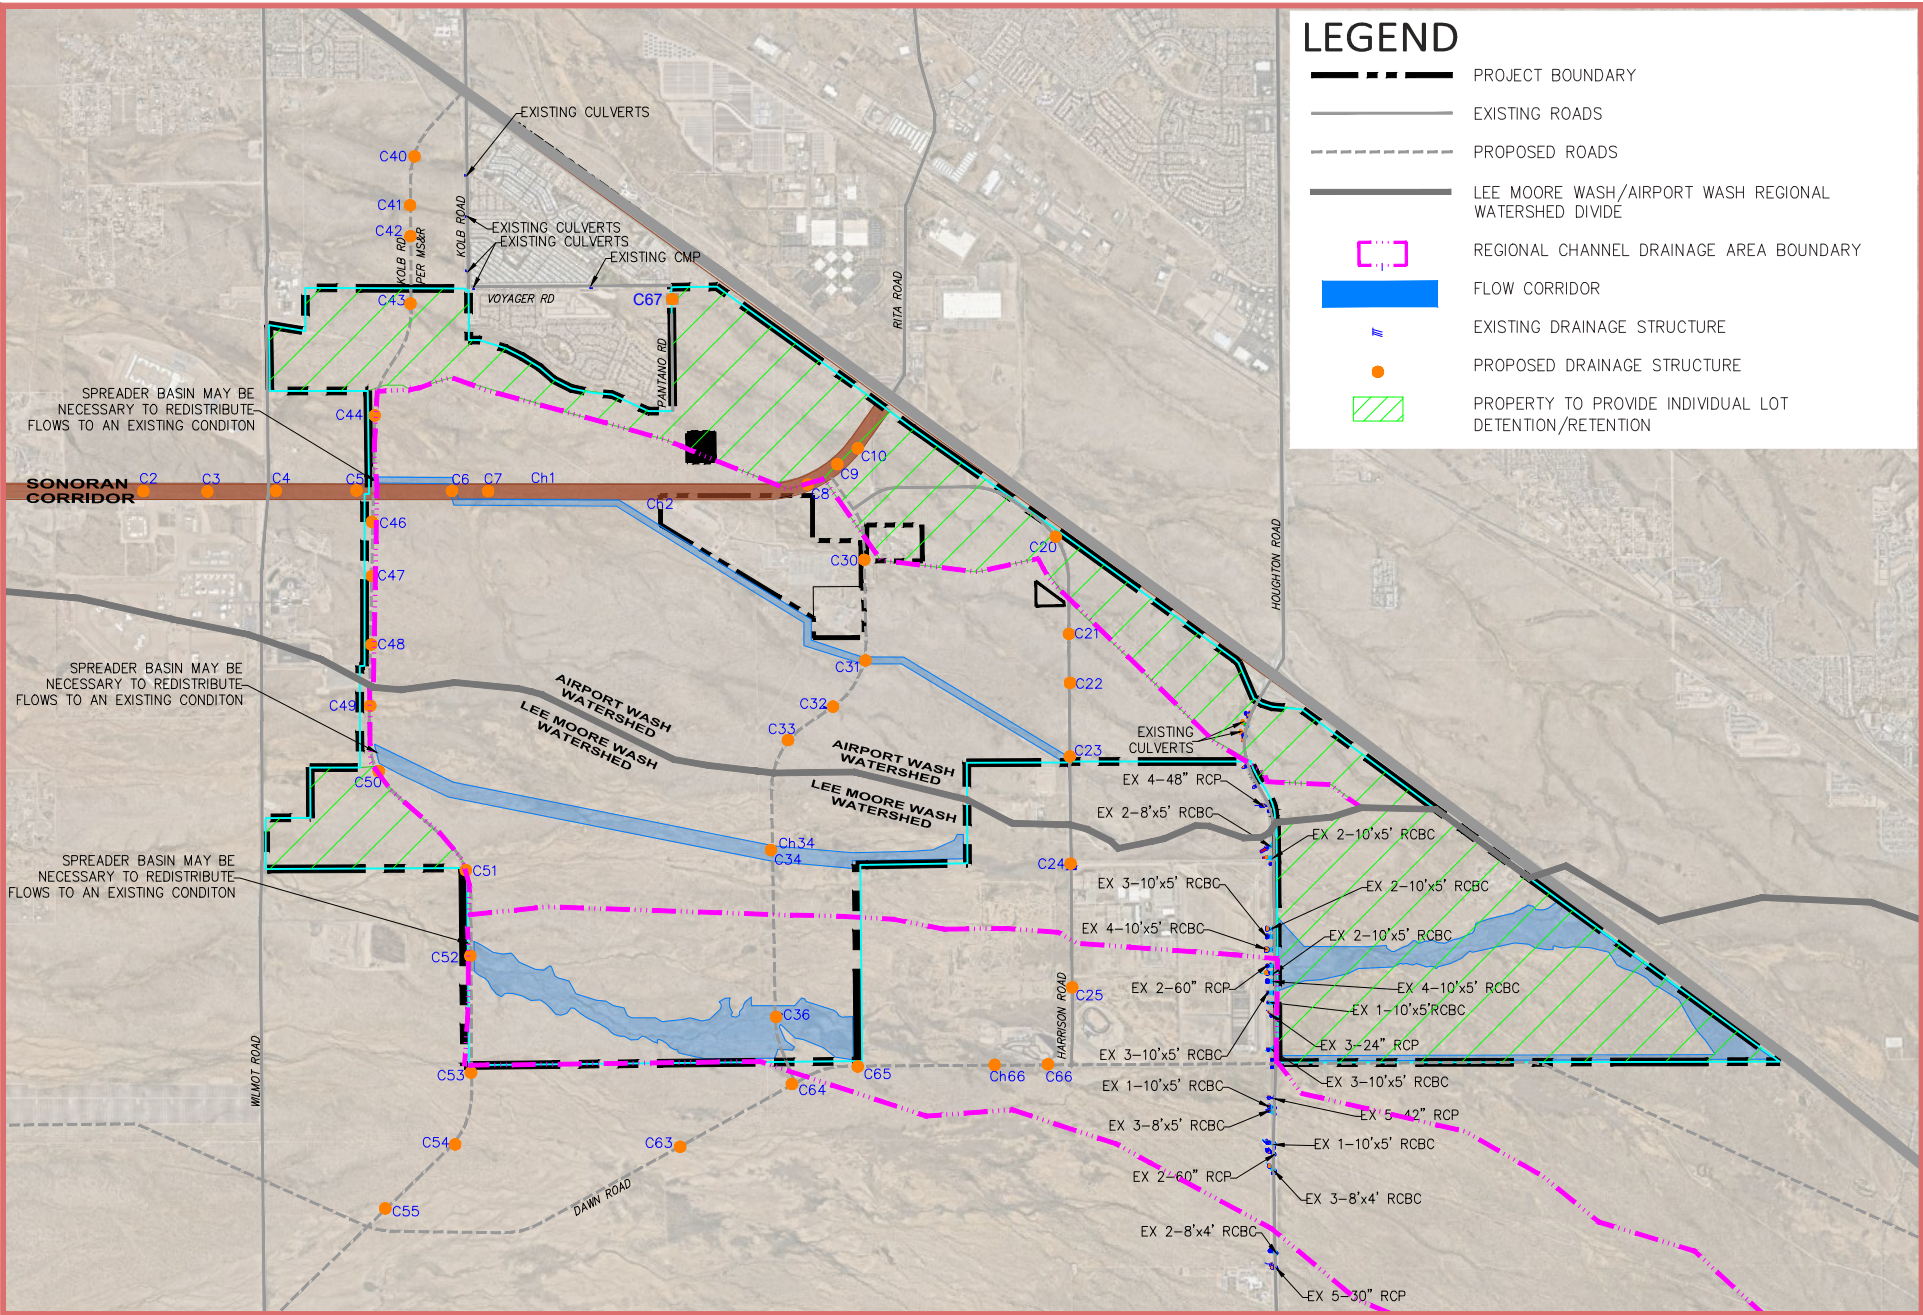 LEGEND
PROJECT BOUNDARY
EXISTING ROADS
PROPOSED ROADS
LEE MOORE WASH/AIRPORT WASH REGIONAL
WATERSHED DIVIDE
REGIONAL CHANNEL DRAINAGE AREA BOUNDARY
FLOW CORRIDOR
EXISTING DRAINAGE STRUCTURE
PROPOSED DRAINAGE STRUCTURE
PROPERTY TO PROVIDE INDIVIDUAL LOT
DETENTION/RETENTION
EXISTING CULVERTS
C40
C41
C42
KOLB RD
PER MS&R
KOLB ROAD
EXISTING CULVERTS
EXISTING CULVERTS
EXISTING CMP
C43
VOYAGER RD
C67
PANTANO RD
RITA ROAD
SPREADER BASIN MAY BE
NECESSARY TO REDISTRIBUTE
FLOWS TO AN EXISTING CONDITON
C44
SONORAN
CORRIDOR
C2
C3
C4
C5
C6
C7
Ch1
Ch2
C8
C9
C10
C46
C47
C48
C49
C20
C30
C21
C31
C22
C32
C33
C23
HOUGHTON ROAD
SPREADER BASIN MAY BE
NECESSARY TO REDISTRIBUTE
FLOWS TO AN EXISTING CONDITON
AIRPORT WASH
WATERSHED
LEE MOORE WASH
WATERSHED
AIRPORT WASH
WATERSHED
LEE MOORE WASH
WATERSHED
EXISTING
CULVERTS
C50
EX 4-48" RCP
EX 2-8'x5' RCBC
EX 2-10'x5' RCBC
Ch34
C34
C24
SPREADER BASIN MAY BE
NECESSARY TO REDISTRIBUTE
FLOWS TO AN EXISTING CONDITON
C51
EX 3-10'x5' RCBC
EX 2-10'x5' RCBC
EX 4-10'x5' RCBC
EX 2-10'x5' RCBC
C52
EX 2-60" RCP
EX 4-10'x5' RCBC
C25
EX 1-10'x5'RCBC
C36
HARRISON ROAD
EX 3-24" RCP
EX 3-10'x5' RCBC
WILMOT ROAD
C53
C65
Ch66
C66
C64
EX 3-10'x5' RCBC
EX 1-10'x5' RCBC
EX 5-42" RCP
EX 3-8'x5' RCBC
C54
C63
EX 1-10'x5' RCBC
EX 2-60" RCP
DAWN ROAD
EX 3-8'x4' RCBC
C55
EX 2-8'x4' RCBC
EX 5-30" RCP